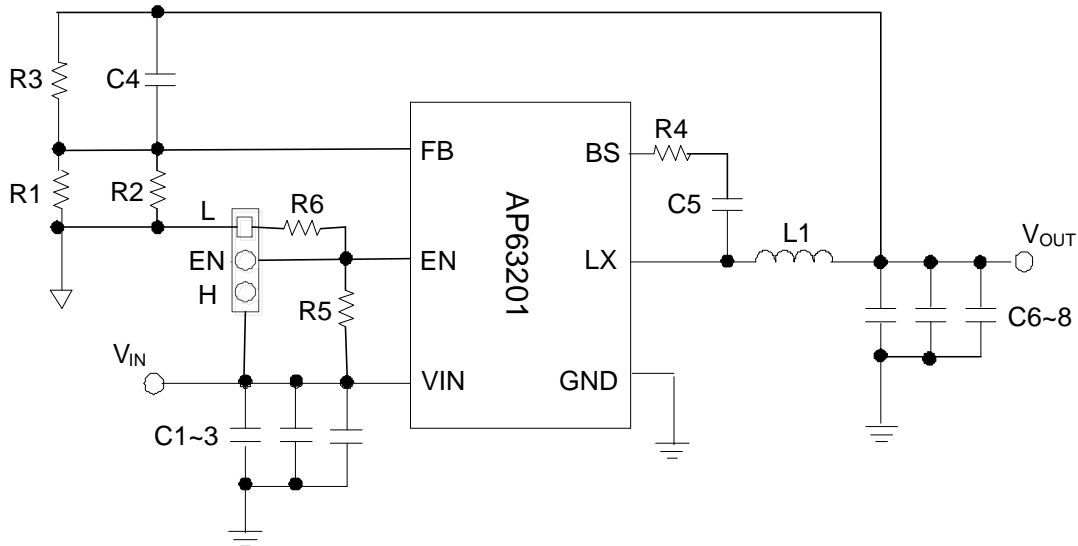 R3
C4
R4
FB
BS
R1
R2
L
R6
AP63201
C5
L1
VOUT
EN
EN
LX
H
R5
C6~8
VIN
VIN
GND
C1~3